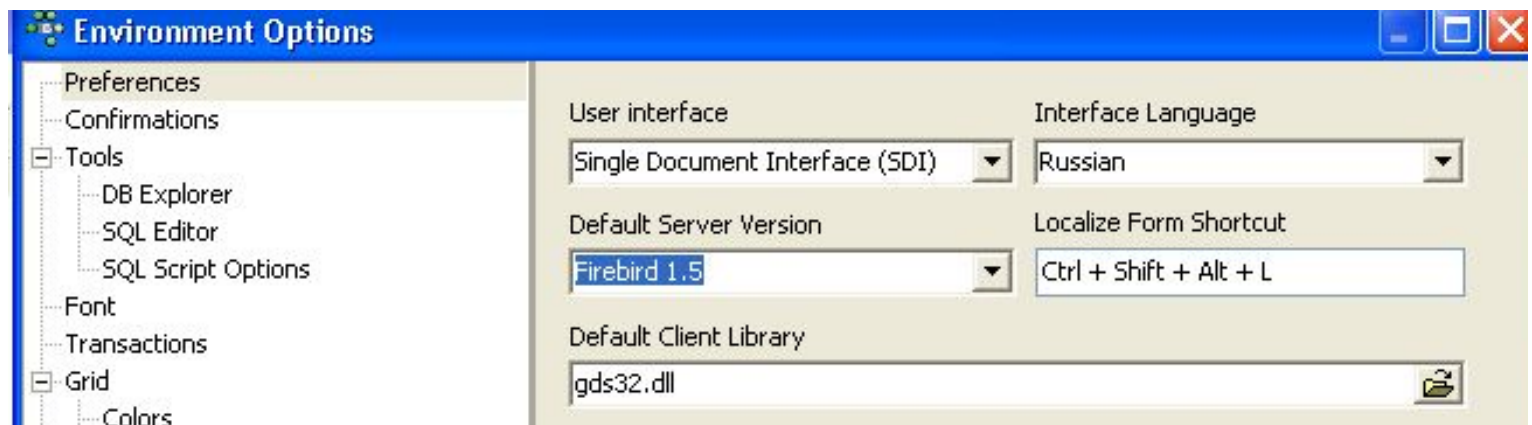 Environment Options
Preferences
Confirmations
Tools
DB Explorer
SQL Editor
SQL Script Options
Font
Transactions
Grid
Colors
User interface
Interface Language
Single Document Interface (SDI)
Russian
Default Server Version
Localize Form Shortcut
Firebird 1.5
Ctrl + Shift + Alt + L
Default Client Library
gds32.dll